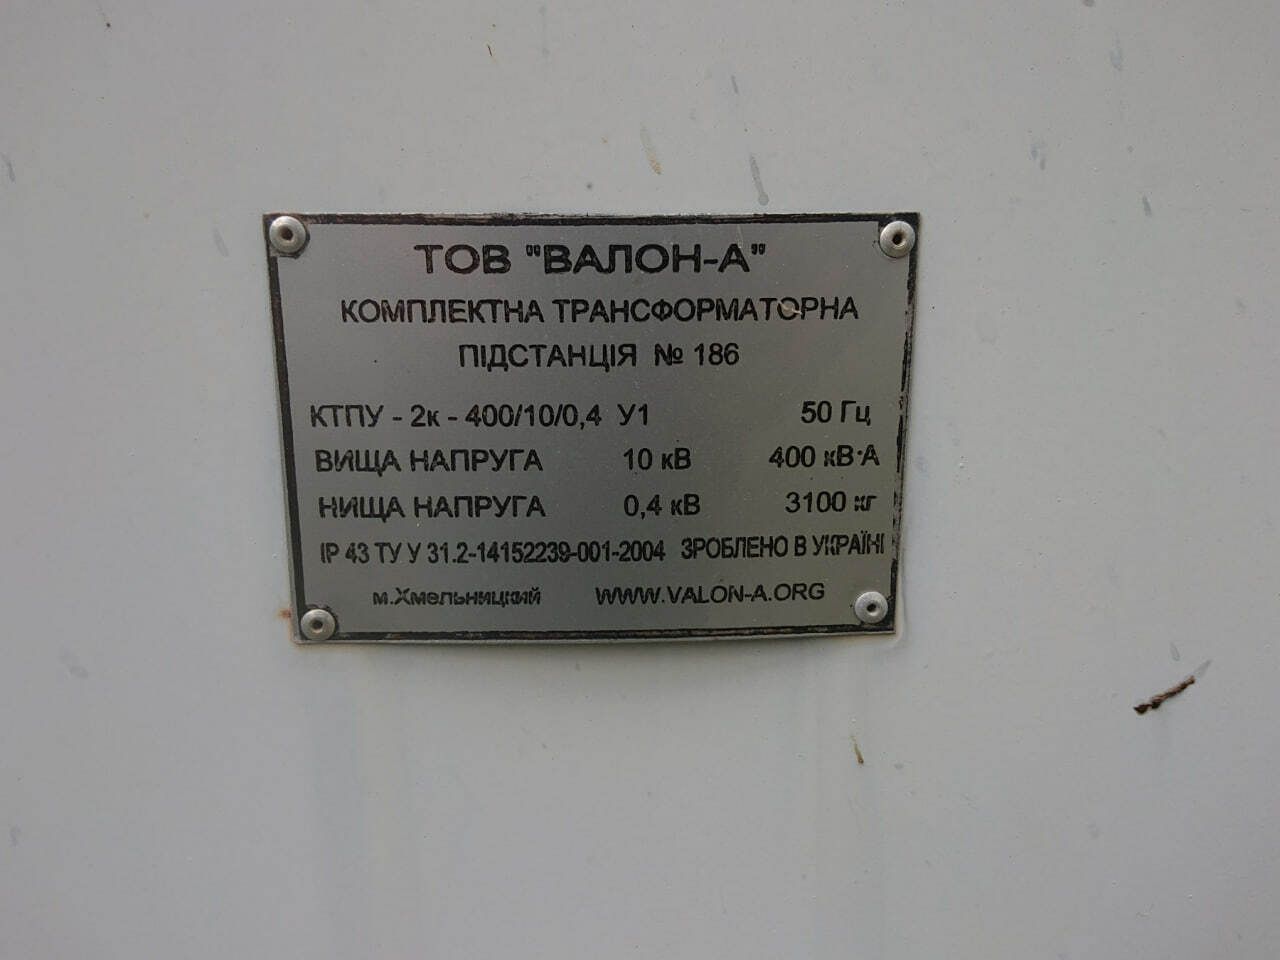 ТОВ "ВАЛОН-А"
КОМПЛЕКТНА ТРАНСФОРМАТОРНА
ПІДСТАНЦІЯ № 186
КТПУ - 2к - 400/10/0,4 У1 50 Гц
ВИЩА НАПРУГА 10 кВ 400 кВ·А
НИЩА НАПРУГА 0,4 кВ 3100 кг
IP 43 ТУ У 31.2-14152239-001-2004 ЗРОБЛЕНО В УКРАЇНІ
м.Хмельницкий WWW.VALON-A.ORG